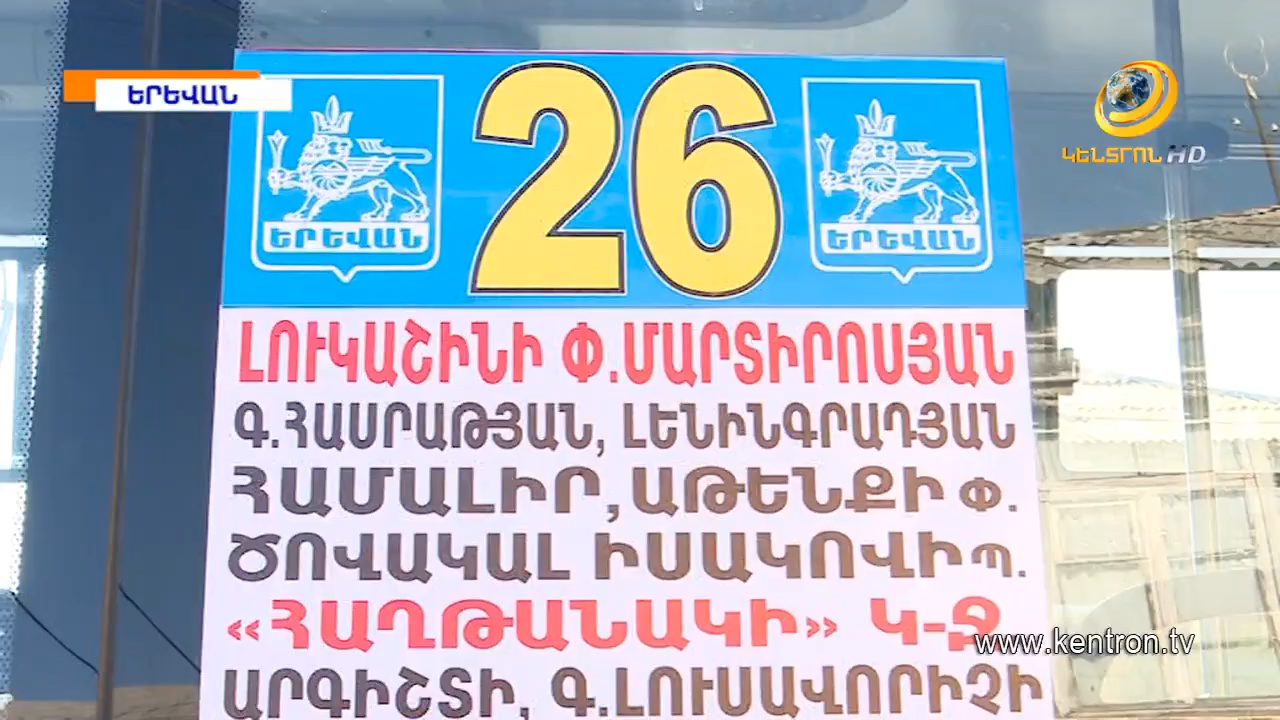 ԵՐԵՎԱՆ
26
ԿԵՆՏՐՈՆ HD
ԵՐԵՎԱՆ
ԵՐԵՎԱՆ
ԼՈՒԿԱՇԻՆԻ Փ.ՄԱՐՏԻՐՈՍՅԱՆ
Գ.ՀԱՍՐԱԹՅԱՆ, ԼԵՆԻՆԳՐԱԴՅԱՆ
ՀԱՄԱԼԻՐ,ԱԹԵՆՔԻ Փ.
ԾՈՎԱԿԱԼ ԻՍԱԿՈՎԻ Պ.
«ՀԱՂԹԱՆԱԿԻ» Կ-Ջ
www.kentron.tv
ԱՐԳԻՇՏԻ, Գ.ԼՈՒՍԱՎՈՐԻՉԻ